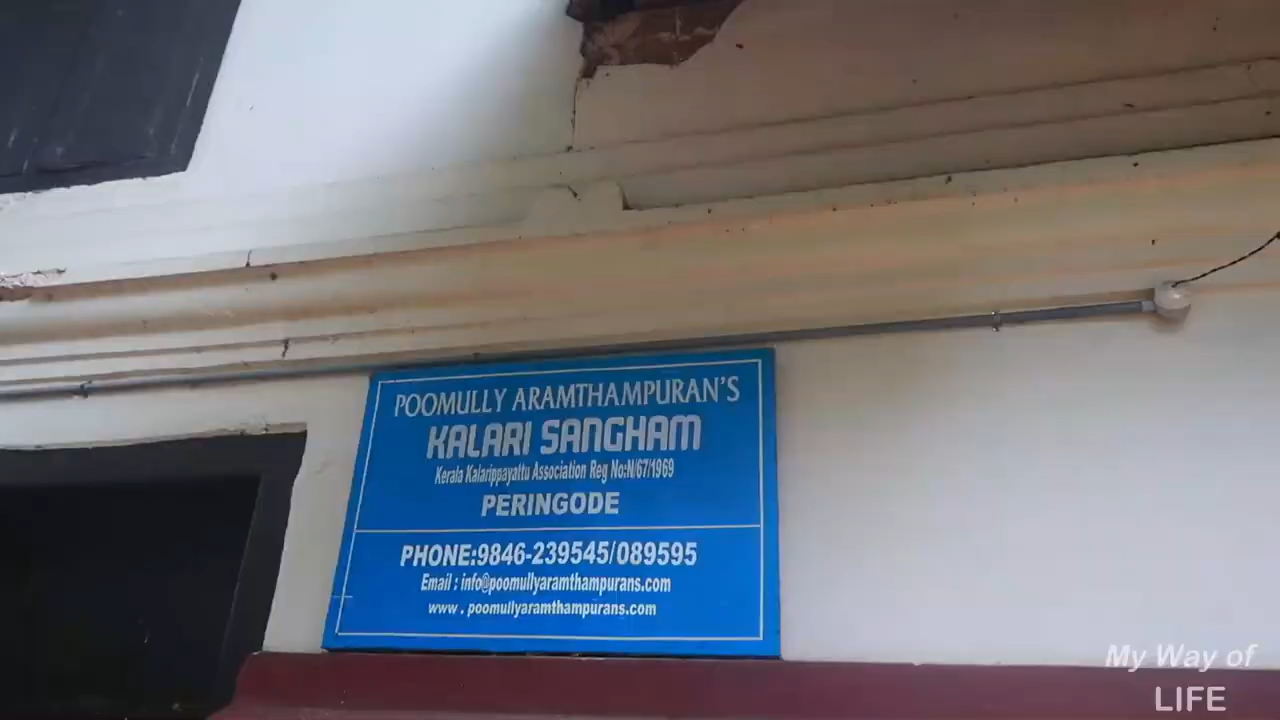 POOMULLY ARAMTHAMPURAN'S
KALARI SANGHAM
Kerala Kalarippayattu Association Reg No:N/67/1969
PERINGODE
PHONE:9846-239545/089595
Email : info@poomullyaramthampurans.com
www . poomullyaramthampurans.com
My Way of
LIFE